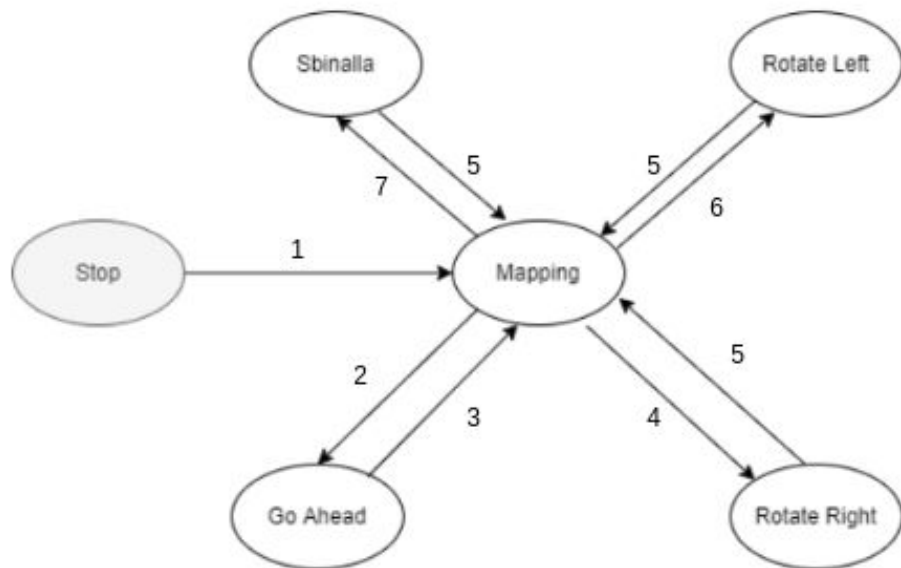 Sbinalla
Rotate Left
5
5
7
6
1
Stop
Mapping
2
5
3
4
Go Ahead
Rotate Right